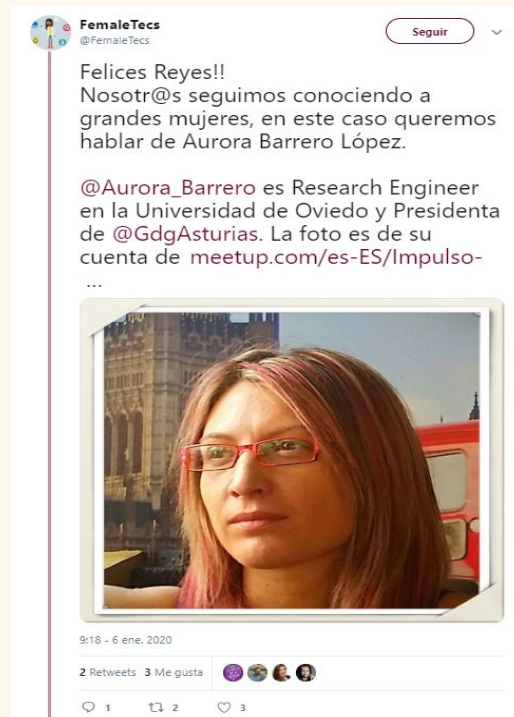 FemaleTecs
@FemaleTecs
Seguir
Felices Reyes!!
Nosotr@s seguimos conociendo a
grandes mujeres, en este caso queremos
hablar de Aurora Barrero López.
@Aurora_Barrero es Research Engineer
en la Universidad de Oviedo y Presidenta
de @GdgAsturias. La foto es de su
cuenta de meetup.com/es-ES/Impulso-
...
9:18 - 6 ene. 2020
2 Retweets 3 Me gusta
1 2 3